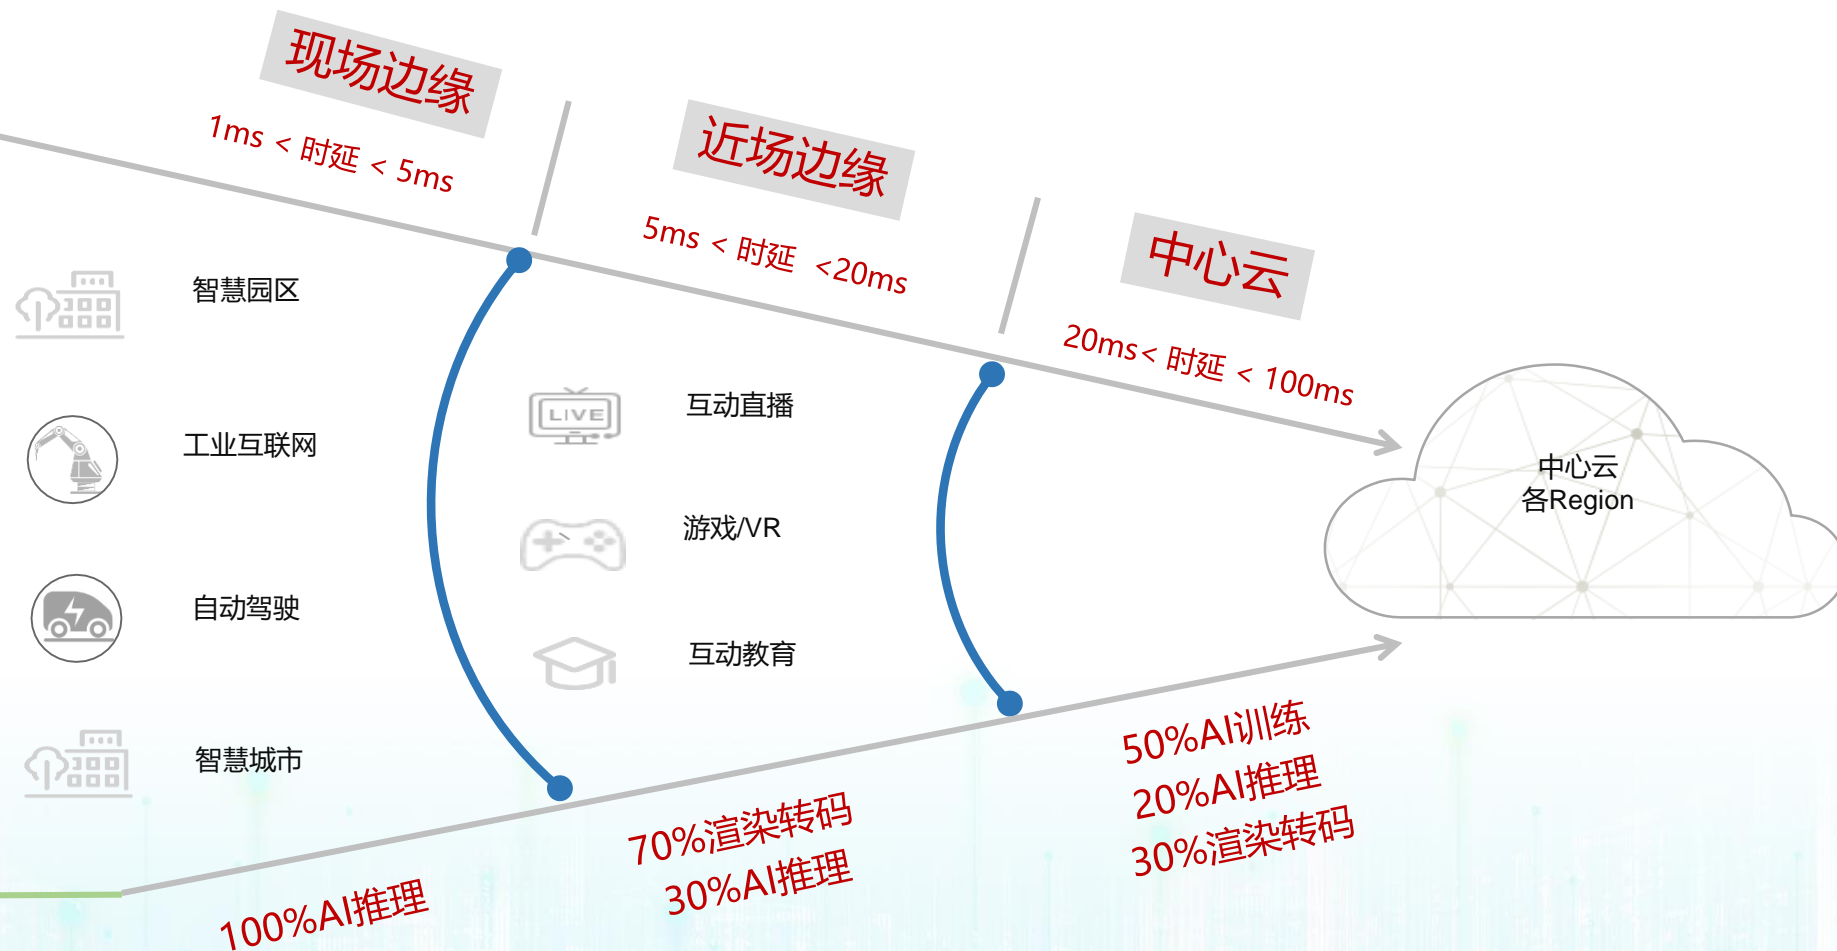 现场边缘
1ms < 时延 < 5ms
近场边缘
5ms < 时延 <20ms
中心云
20ms< 时延 < 100ms
智慧园区
工业互联网
自动驾驶
智慧城市
LIVE
互动直播
游戏/VR
互动教育
中心云
各Region
100%AI推理
70%渲染转码
30%AI推理
50%AI训练
20%AI推理
30%渲染转码